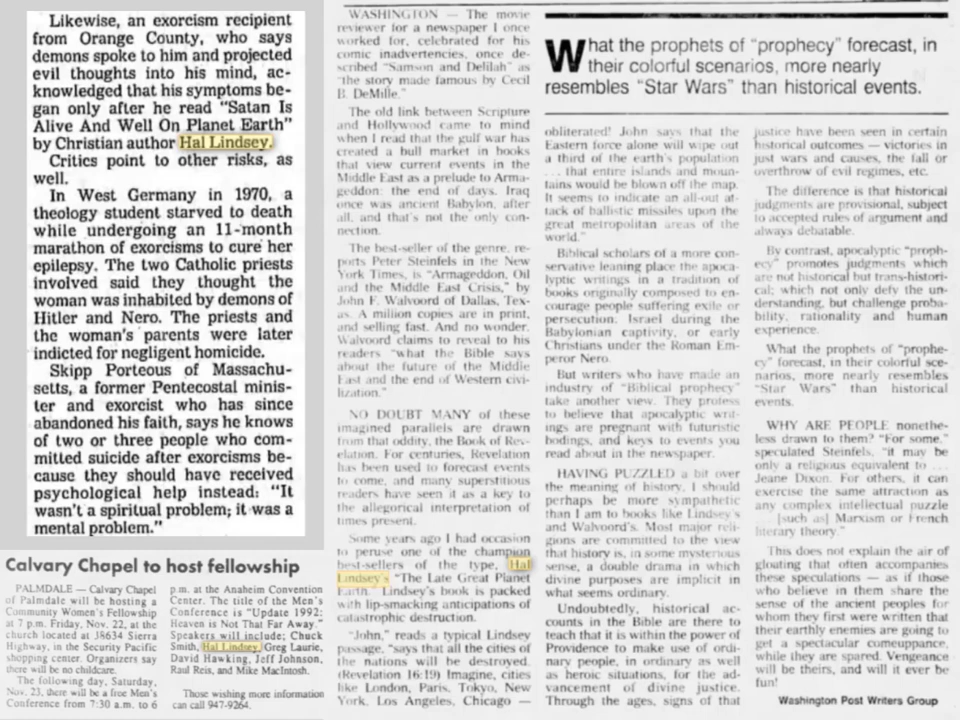 Likewise, an exorcism recipient
from Orange County, who says
demons spoke to him and projected
evil thoughts into his mind, ac-
knowledged that his symptoms be-
gan only after he read "Satan Is
Alive And Well On Planet Earth"
by Christian author Hal Lindsey.
Critics point to other risks, as
well.
In West Germany in 1970, a
theology student starved to death
while undergoing an 11-month
marathon of exorcisms to cure her
epilepsy. The two Catholic priests
involved said they thought the
woman was inhabited by demons of
Hitler and Nero. The priests and
the woman's parents were later
indicted for negligent homicide.
Skipp Porteous of Massachu-
setts, a former Pentecostal minis-
ter and exorcist who has since
abandoned his faith, says he knows
of two or three people who com-
mitted suicide after exorcisms be-
cause they should have received
psychological help instead: "It
wasn't a spiritual problem; it was a
mental problem."
Calvary Chapel to host fellowship
PALMDALE — Calvary Chapel
of Palmdale will be hosting a
Community Women's Fellowship
at 7 p.m. Friday, Nov. 22, at the
church located at 38634 Sierra
Highway, in the Security Pacific
shopping center. Organizers say
there will be no childcare.
The following day, Saturday,
Nov. 23, there will be a free Men's
Conference from 7:30 a.m. to 6
p.m. at the Anaheim Convention
Center. The title of the Men's
Conference is "Update 1992:
Heaven is Not That Far Away."
Speakers will include; Chuck
Smith, Hal Lindsey, Greg Laurie,
David Hawking, Jeff Johnson,
Raul Reis, and Mike MacIntosh.
Those wishing more information
can call 947-9264.
WASHINGTON — The movie
reviewer for a newspaper I once
worked for, celebrated for his
comic inadvertencies, once de-
scribed "Samson and Delilah" as
"the story made famous by Cecil
B. DeMille."
The old link between Scripture
and Hollywood came to mind
when I read that the gulf war has
created a bull market in books
that view current events in the
Middle East as a prelude to Arma-
geddon: the end of days. Iraq
once was ancient Babylon, after
all, and that's not the only con-
nection.
The best-seller of the genre, re-
ports Peter Steinfels in the New
York Times, is "Armageddon, Oil
and the Middle East Crisis," by
John F. Walvoord of Dallas, Tex-
as. A million copies are in print,
and selling fast. And no wonder.
Walvoord claims to reveal to his
readers "what the Bible says
about the future of the Middle
East and the end of Western civi-
lization."
NO DOUBT MANY of these
imagined parallels are drawn
from that oddity, the Book of Rev-
elation. For centuries, Revelation
has been used to forecast events
to come, and many superstitious
readers have seen it as a key to
the allegorical interpretation of
times present.
Some years ago I had occasion
to peruse one of the champion
best-sellers of the type, Hal
Lindsey's "The Late Great Planet
Earth." Lindsey's book is packed
with lip-smacking anticipations of
catastrophic destruction.
"John," reads a typical Lindsey
passage, "says that all the cities of
the nations will be destroyed.
(Revelation 16:19) Imagine, cities
like London, Paris, Tokyo, New
York, Los Angeles, Chicago —
What the prophets of "prophecy" forecast, in
their colorful scenarios, more nearly
resembles "Star Wars" than historical events.
obliterated! John says that the
Eastern force alone will wipe out
a third of the earth's population
... that entire islands and moun-
tains would be blown off the map.
It seems to indicate an all-out at-
tack of ballistic missiles upon the
great metropolitan areas of the
world."
Biblical scholars of a more con-
servative leaning place the apoca-
lyptic writings in a tradition of
books originally composed to en-
courage people suffering exile or
persecution. Israel during the
Babylonian captivity, or early
Christians under the Roman Em-
peror Nero.
But writers who have made an
industry of "Biblical prophecy"
take another view. They profess
to believe that apocalyptic writ-
ings are pregnant with futuristic
bodings, and keys to events you
read about in the newspaper.
HAVING PUZZLED a bit over
the meaning of history, I should
perhaps be more sympathetic
than I am to books like Lindsey's
and Walvoord's. Most major reli-
gions are committed to the view
that history is, in some mysterious
sense, a double drama in which
divine purposes are implicit in
what seems ordinary.
Undoubtedly, historical ac-
counts in the Bible are there to
teach that it is within the power of
Providence to make use of ordi-
nary people, in ordinary as well
as heroic situations, for the ad-
vancement of divine justice.
Through the ages, signs of that
justice have been seen in certain
historical outcomes — victories in
just wars and causes, the fall or
overthrow of evil regimes, etc.
The difference is that historical
judgments are provisional, subject
to accepted rules of argument and
always debatable.
By contrast, apocalyptic "proph-
ecy" promotes judgments which
are not historical but trans-histori-
cal; which not only defy the un-
derstanding, but challenge proba-
bility, rationality and human
experience.
What the prophets of "prophe-
cy" forecast, in their colorful sce-
narios, more nearly resembles
"Star Wars" than historical
events.
WHY ARE PEOPLE nonethe-
less drawn to them? "For some,"
speculated Steinfels, "it may be
only a religious equivalent to ...
Jeane Dixon. For others, it can
exercise the same attraction as
any complex intellectual puzzle
[such as] Marxism or French
literary theory."
This does not explain the air of
gloating that often accompanies
these speculations — as if those
who believe in them share the
sense of the ancient peoples for
whom they first were written that
their earthly enemies are going to
get a spectacular comeuppance,
while they are spared. Vengeance
will be theirs, and will it ever be
fun!
Washington Post Writers Group